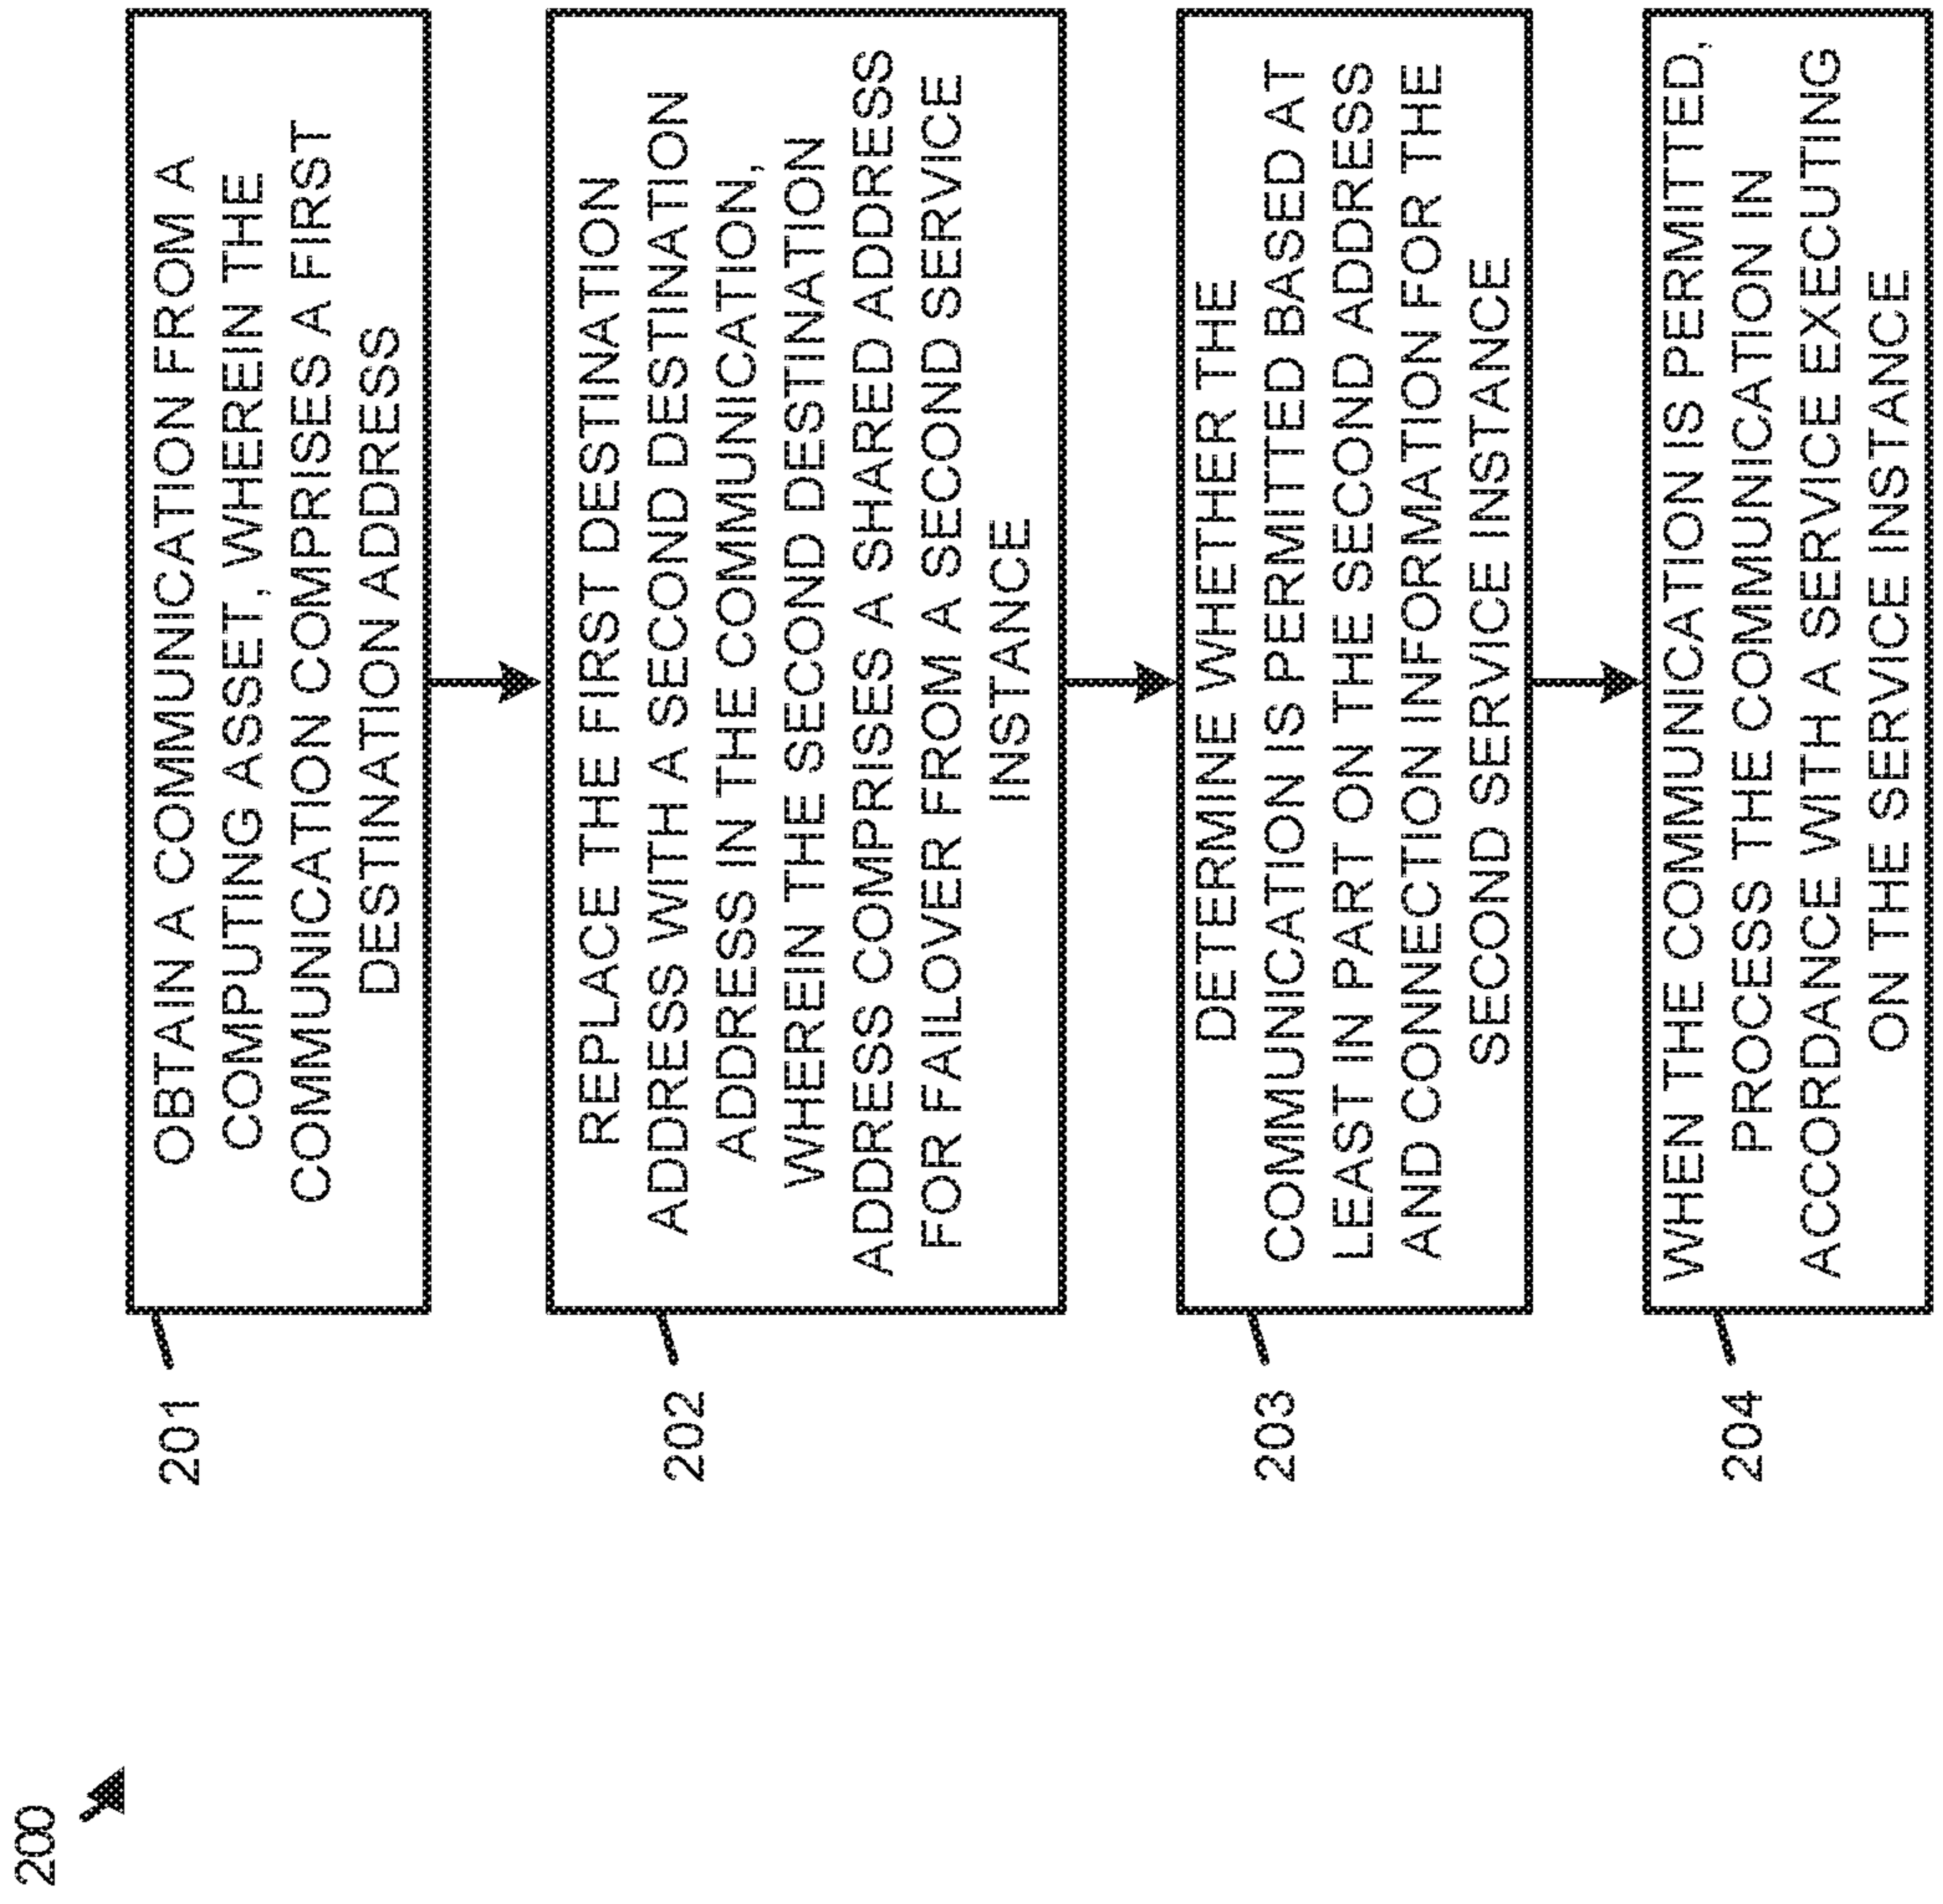 200
201
OBTAIN A COMMUNICATION FROM A
COMPUTING ASSET, WHEREIN THE
COMMUNICATION COMPRISES A FIRST
DESTINATION ADDRESS
202
REPLACE THE FIRST DESTINATION
ADDRESS WITH A SECOND DESTINATION
ADDRESS IN THE COMMUNICATION,
WHEREIN THE SECOND DESTINATION
ADDRESS COMPRISES A SHARED ADDRESS
FOR FAILOVER FROM A SECOND SERVICE
INSTANCE
203
DETERMINE WHETHER THE
COMMUNICATION IS PERMITTED BASED AT
LEAST IN PART ON THE SECOND ADDRESS
AND CONNECTION INFORMATION FOR THE
SECOND SERVICE INSTANCE
204
WHEN THE COMMUNICATION IS PERMITTED,
PROCESS THE COMMUNICATION IN
ACCORDANCE WITH A SERVICE EXECUTING
ON THE SERVICE INSTANCE